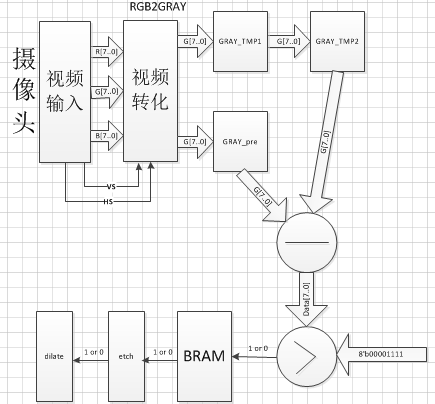 RGB2GRAY
摄像头
视频输入
R[7..0]
G[7..0]
B[7..0]
视频转化
G[7..0]
GRAY_TMP1
G[7..0]
GRAY_TMP2
G[7..0]
GRAY_pre
G[7..0]
G[7..0]
VS
HS
—
Data[7..0]
>
8'b00001111
1 or 0
BRAM
1 or 0
etch
1 or 0
dilate